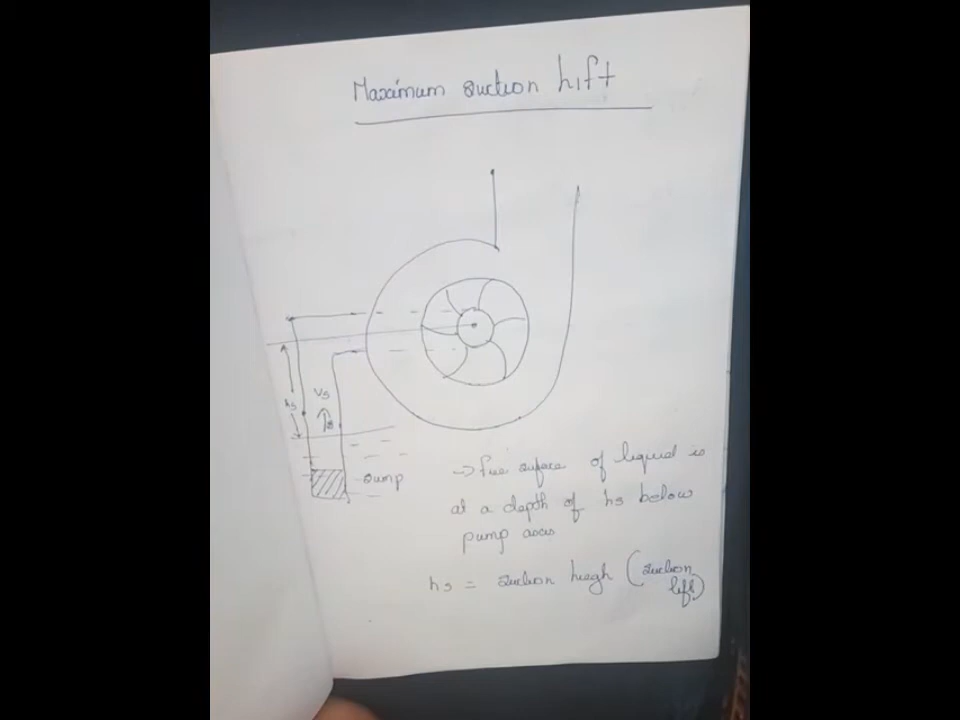 Maximum suction lift
hs
Vs
sump
→ free surface of liquid is
at a depth of hs below
pump axis
hs = suction heigh (suction
lift)